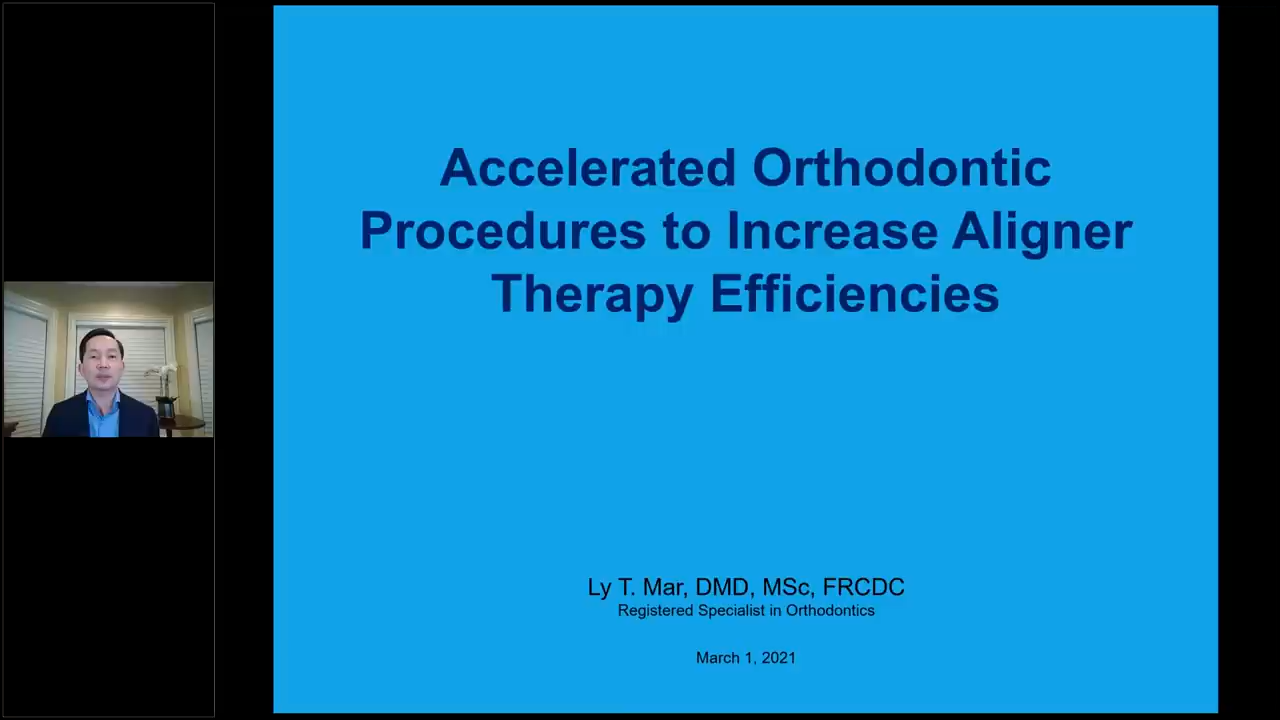 Accelerated Orthodontic
Procedures to Increase Aligner
Therapy Efficiencies
Ly T. Mar, DMD, MSc, FRCDC
Registered Specialist in Orthodontics
March 1, 2021